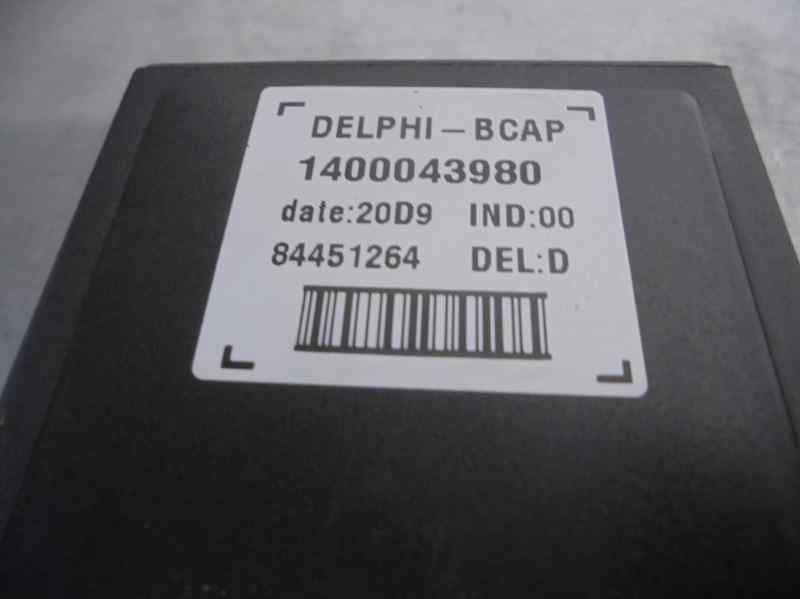 DELPHI-BCAP
1400043980
date:20D9 IND:00
84451264 DEL:D